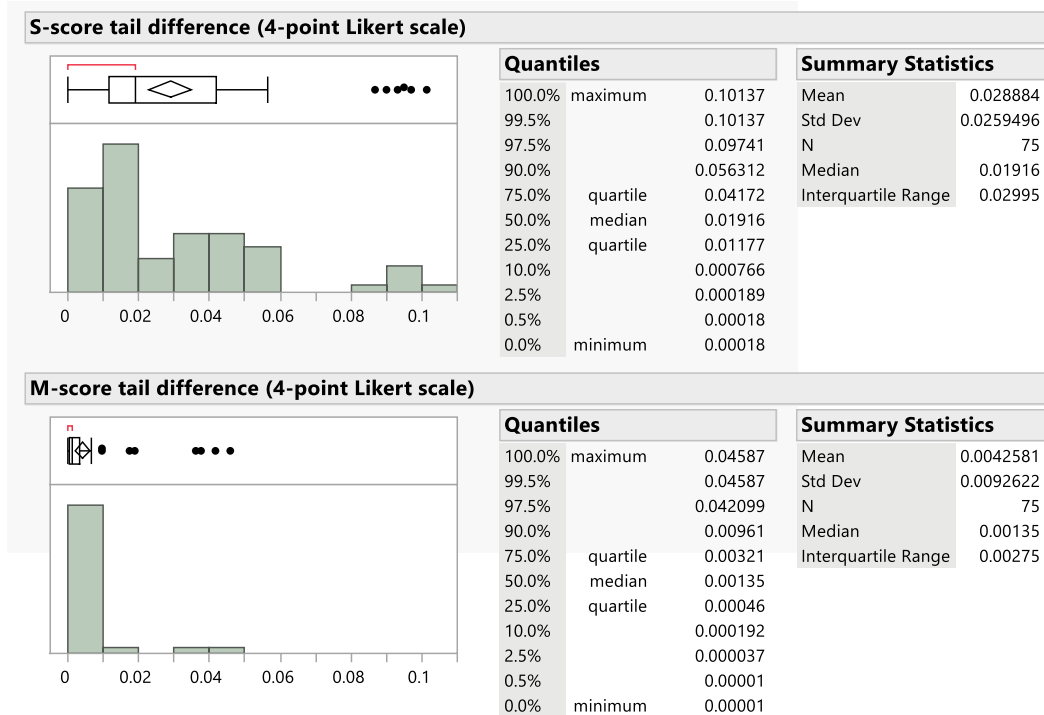 S-score tail difference (4-point Likert scale)
0 0.02 0.04 0.06 0.08 0.1
Quantiles
100.0% maximum 0.10137
99.5% 0.10137
97.5% 0.09741
90.0% 0.056312
75.0% quartile 0.04172
50.0% median 0.01916
25.0% quartile 0.01177
10.0% 0.000766
2.5% 0.000189
0.5% 0.00018
0.0% minimum 0.00018
Summary Statistics
Mean 0.028884
Std Dev 0.0259496
N 75
Median 0.01916
Interquartile Range 0.02995
M-score tail difference (4-point Likert scale)
0 0.02 0.04 0.06 0.08 0.1
Quantiles
100.0% maximum 0.04587
99.5% 0.04587
97.5% 0.042099
90.0% 0.00961
75.0% quartile 0.00321
50.0% median 0.00135
25.0% quartile 0.00046
10.0% 0.000192
2.5% 0.000037
0.5% 0.00001
0.0% minimum 0.00001
Summary Statistics
Mean 0.0042581
Std Dev 0.0092622
N 75
Median 0.00135
Interquartile Range 0.00275